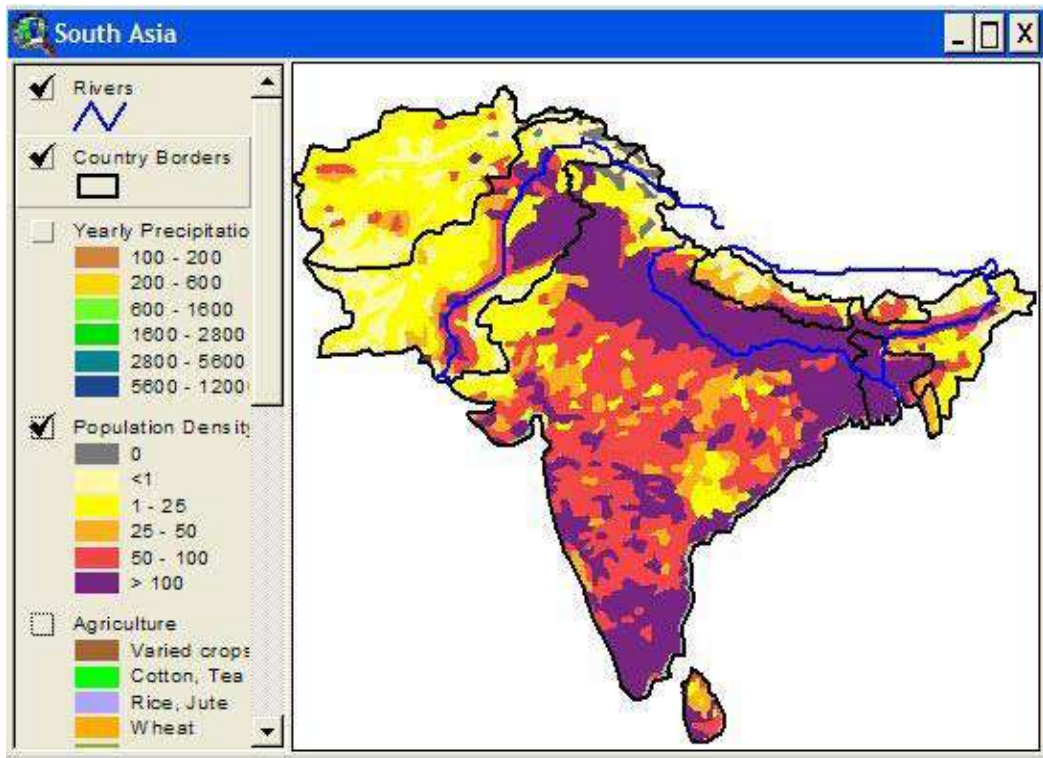 South Asia
Rivers
Country Borders
Yearly Precipitatio
100 - 200
200 - 600
600 - 1600
1600 - 2800
2800 - 5600
5600 - 1200
Population Density
0
<1
1 - 25
25 - 50
50 - 100
> 100
Agriculture
Varied crops
Cotton, Tea
Rice, Jute
Wheat